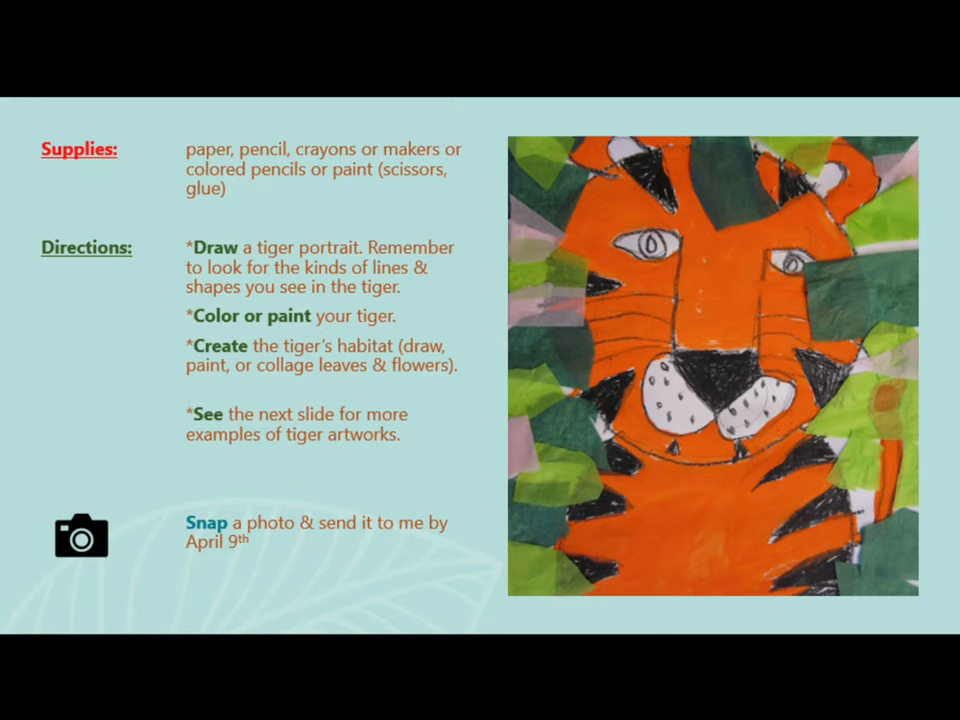 Supplies:
paper, pencil, crayons or makers or
colored pencils or paint (scissors,
glue)
Directions:
*Draw a tiger portrait. Remember
to look for the kinds of lines &
shapes you see in the tiger.
*Color or paint your tiger.
*Create the tiger's habitat (draw,
paint, or collage leaves & flowers).
*See the next slide for more
examples of tiger artworks.
Snap a photo & send it to me by
April 9th